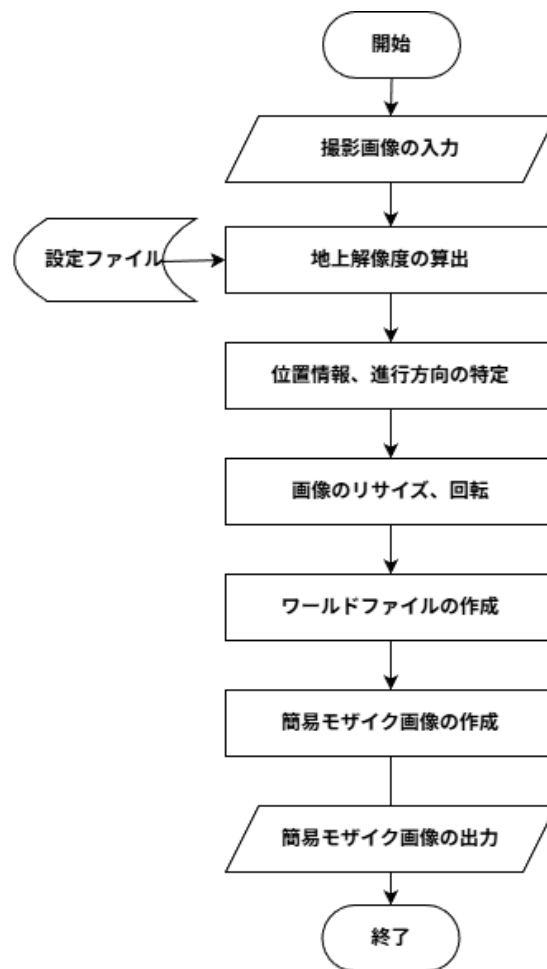 開始
撮影画像の入力
設定ファイル
地上解像度の算出
位置情報、進行方向の特定
画像のリサイズ、回転
ワールドファイルの作成
簡易モザイク画像の作成
簡易モザイク画像の出力
終了